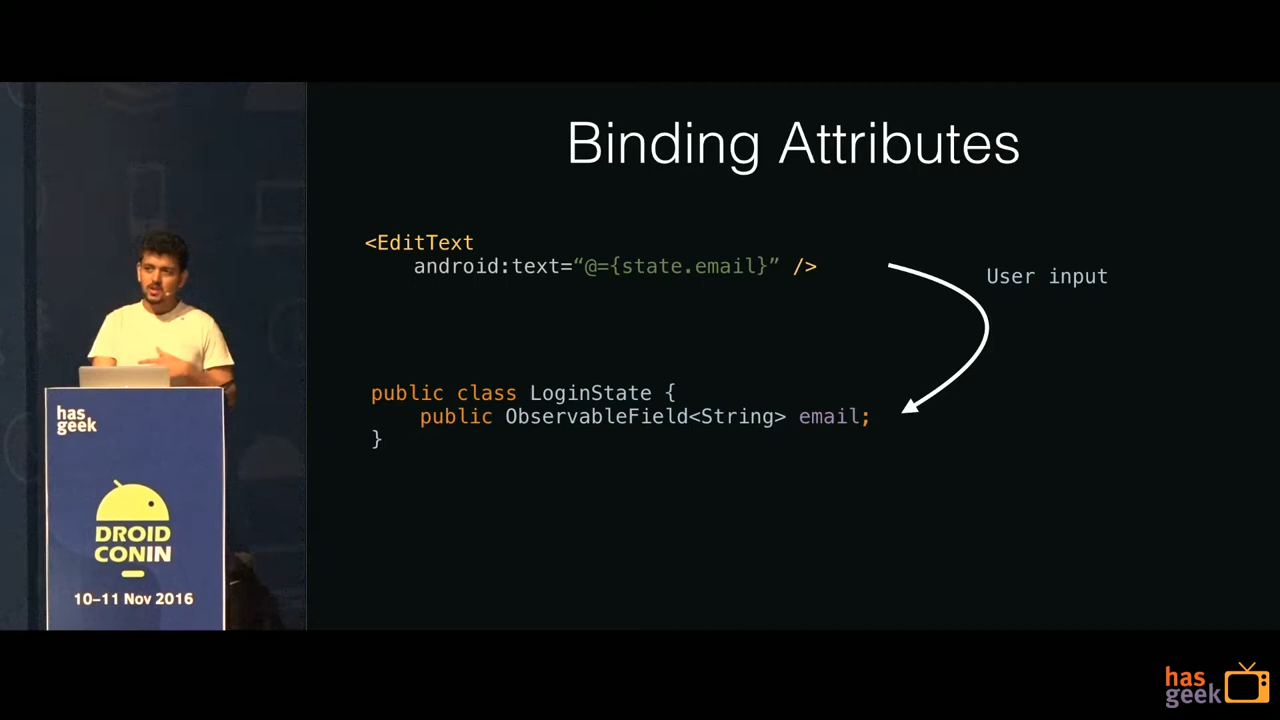 Binding Attributes
<EditText
android:text=“@={state.email}” />
User input
public class LoginState {
public ObservableField<String> email;
}
has
geek
DROID
CONIN
10–11 Nov 2016
has
geek